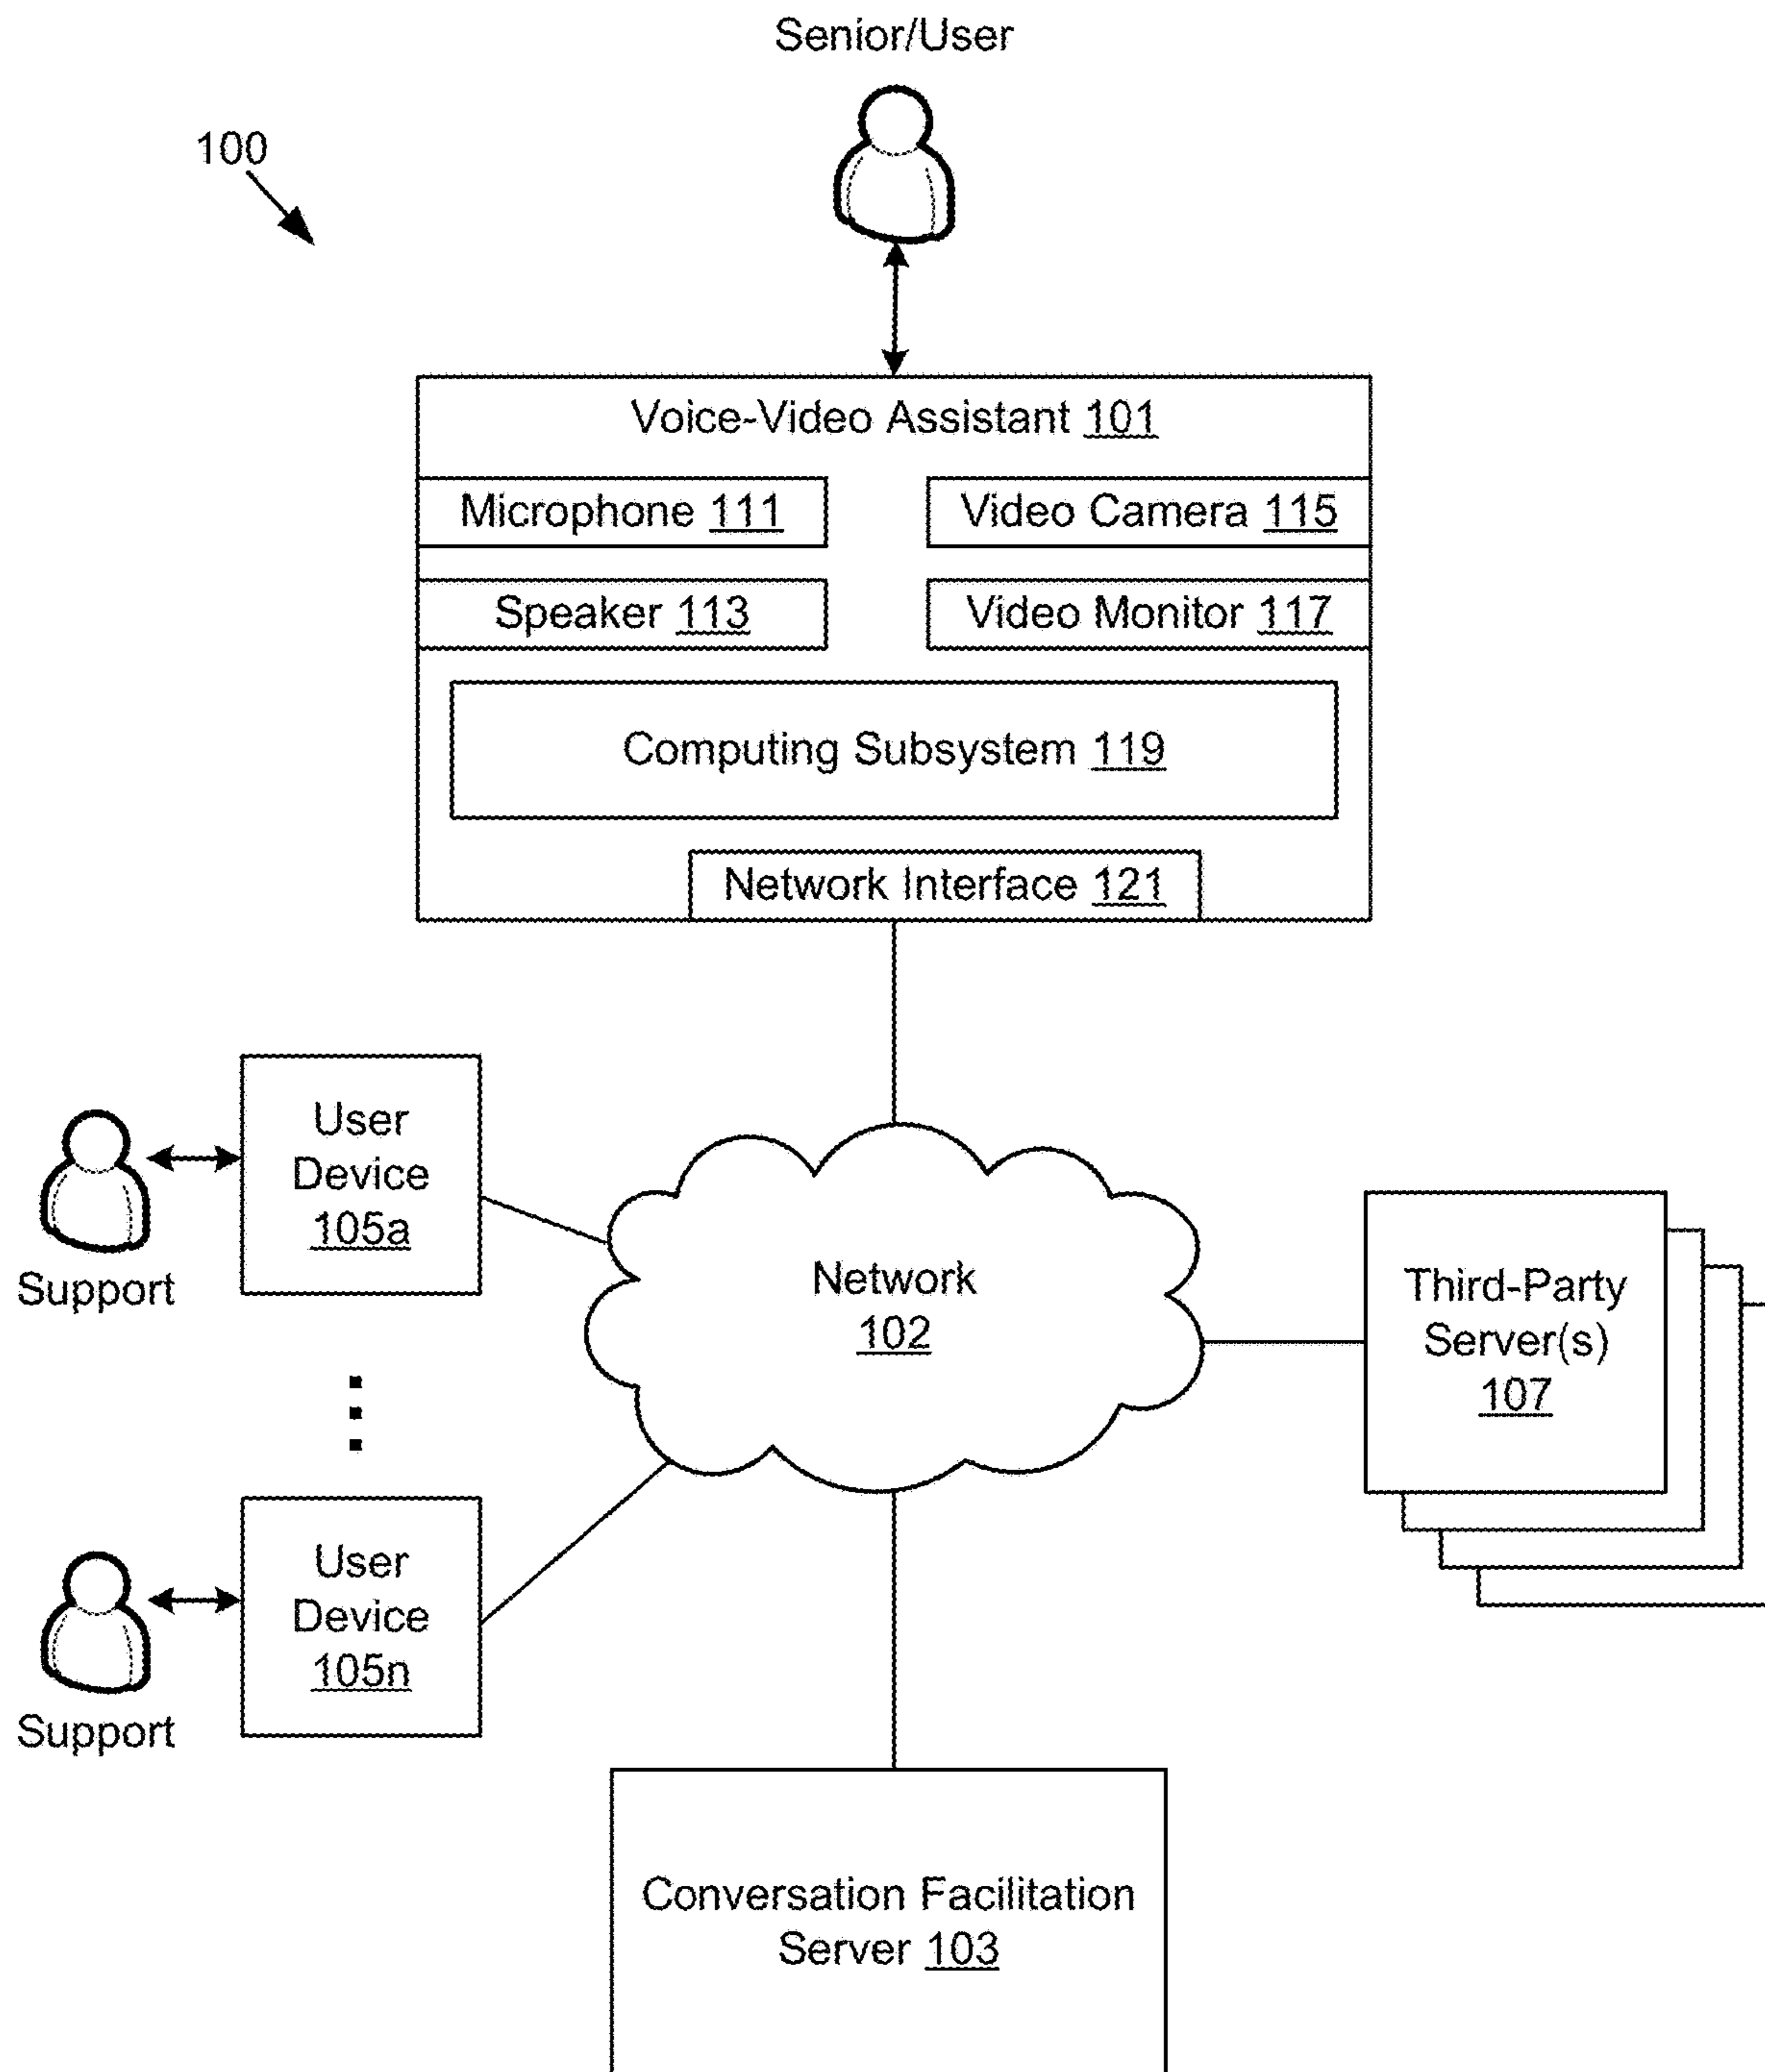 Senior/User
100
Voice-Video Assistant 101
Microphone 111
Video Camera 115
Speaker 113
Video Monitor 117
Computing Subsystem 119
Network Interface 121
User
Device
105a
Support
Network
102
Third-Party
Server(s)
107
User
Device
105n
Support
Conversation Facilitation
Server 103